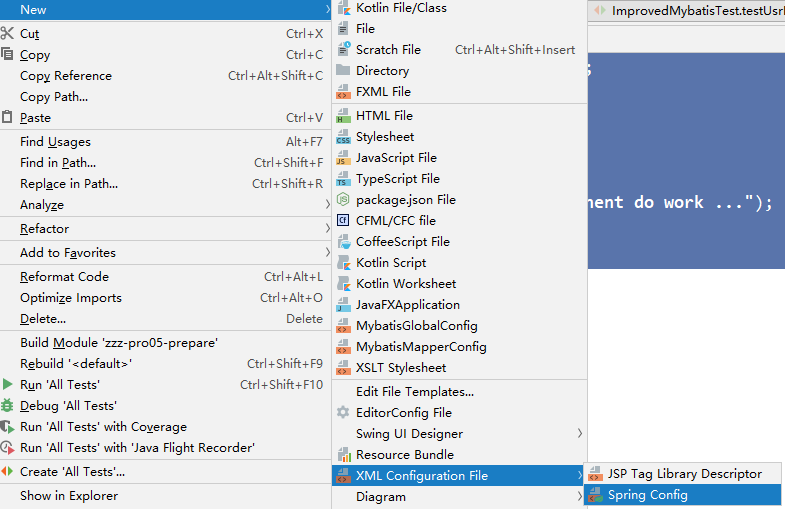 New
Cut Ctrl+X
Copy Ctrl+C
Copy Reference Ctrl+Alt+Shift+C
Copy Path...
Paste Ctrl+V
Find Usages Alt+F7
Find in Path... Ctrl+Shift+F
Replace in Path... Ctrl+Shift+R
Analyze
Refactor
Add to Favorites
Reformat Code Ctrl+Alt+L
Optimize Imports Ctrl+Alt+O
Delete... Delete
Build Module 'zzz-pro05-prepare'
Rebuild '<default>' Ctrl+Shift+F9
Run 'All Tests' Ctrl+Shift+F10
Debug 'All Tests'
Run 'All Tests' with Coverage
Run 'All Tests' with 'Java Flight Recorder'
Create 'All Tests'...
Show in Explorer
Kotlin File/Class
File
Scratch File Ctrl+Alt+Shift+Insert
Directory
FXML File
HTML File
Stylesheet
JavaScript File
TypeScript File
package.json File
CFML/CFC file
CoffeeScript File
Kotlin Script
Kotlin Worksheet
JavaFXApplication
MybatisGlobalConfig
MybatisMapperConfig
XSLT Stylesheet
Edit File Templates...
EditorConfig File
Swing UI Designer
Resource Bundle
XML Configuration File
Diagram
JSP Tag Library Descriptor
Spring Config
ImprovedMybatisTest.testUsrI
;
nent do work ...");